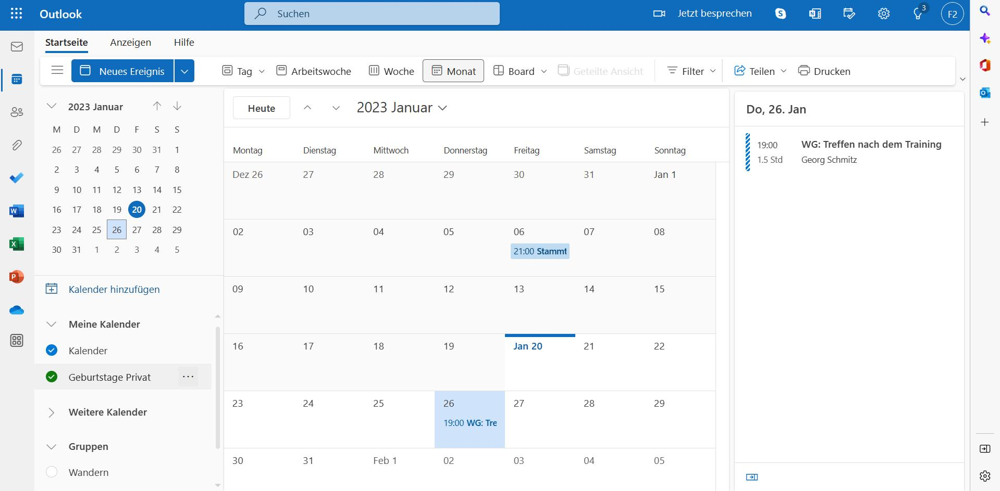 Outlook
Suchen
Jetzt besprechen
3
F2
Startseite Anzeigen Hilfe
Neues Ereignis
Tag Arbeitswoche Woche Monat Board Geteilte Ansicht Filter Teilen Drucken
2023 Januar
M D M D F S S
26 27 28 29 30 31 1
2 3 4 5 6 7 8
9 10 11 12 13 14 15
16 17 18 19 20 21 22
23 24 25 26 27 28 29
30 31 1 2 3 4 5
Kalender hinzufügen
Meine Kalender
Kalender
Geburtstage Privat
Weitere Kalender
Gruppen
Wandern
Heute 2023 Januar
Montag Dienstag Mittwoch Donnerstag Freitag Samstag Sonntag
Dez 26 27 28 29 30 31 Jan 1
02 03 04 05 06 07 08
21:00 Stammt
09 10 11 12 13 14 15
16 17 18 19 Jan 20 21 22
23 24 25 26 27 28 29
19:00 WG: Tre
30 31 Feb 1 02 03 04 05
Do, 26. Jan
19:00 WG: Treffen nach dem Training
1.5 Std Georg Schmitz